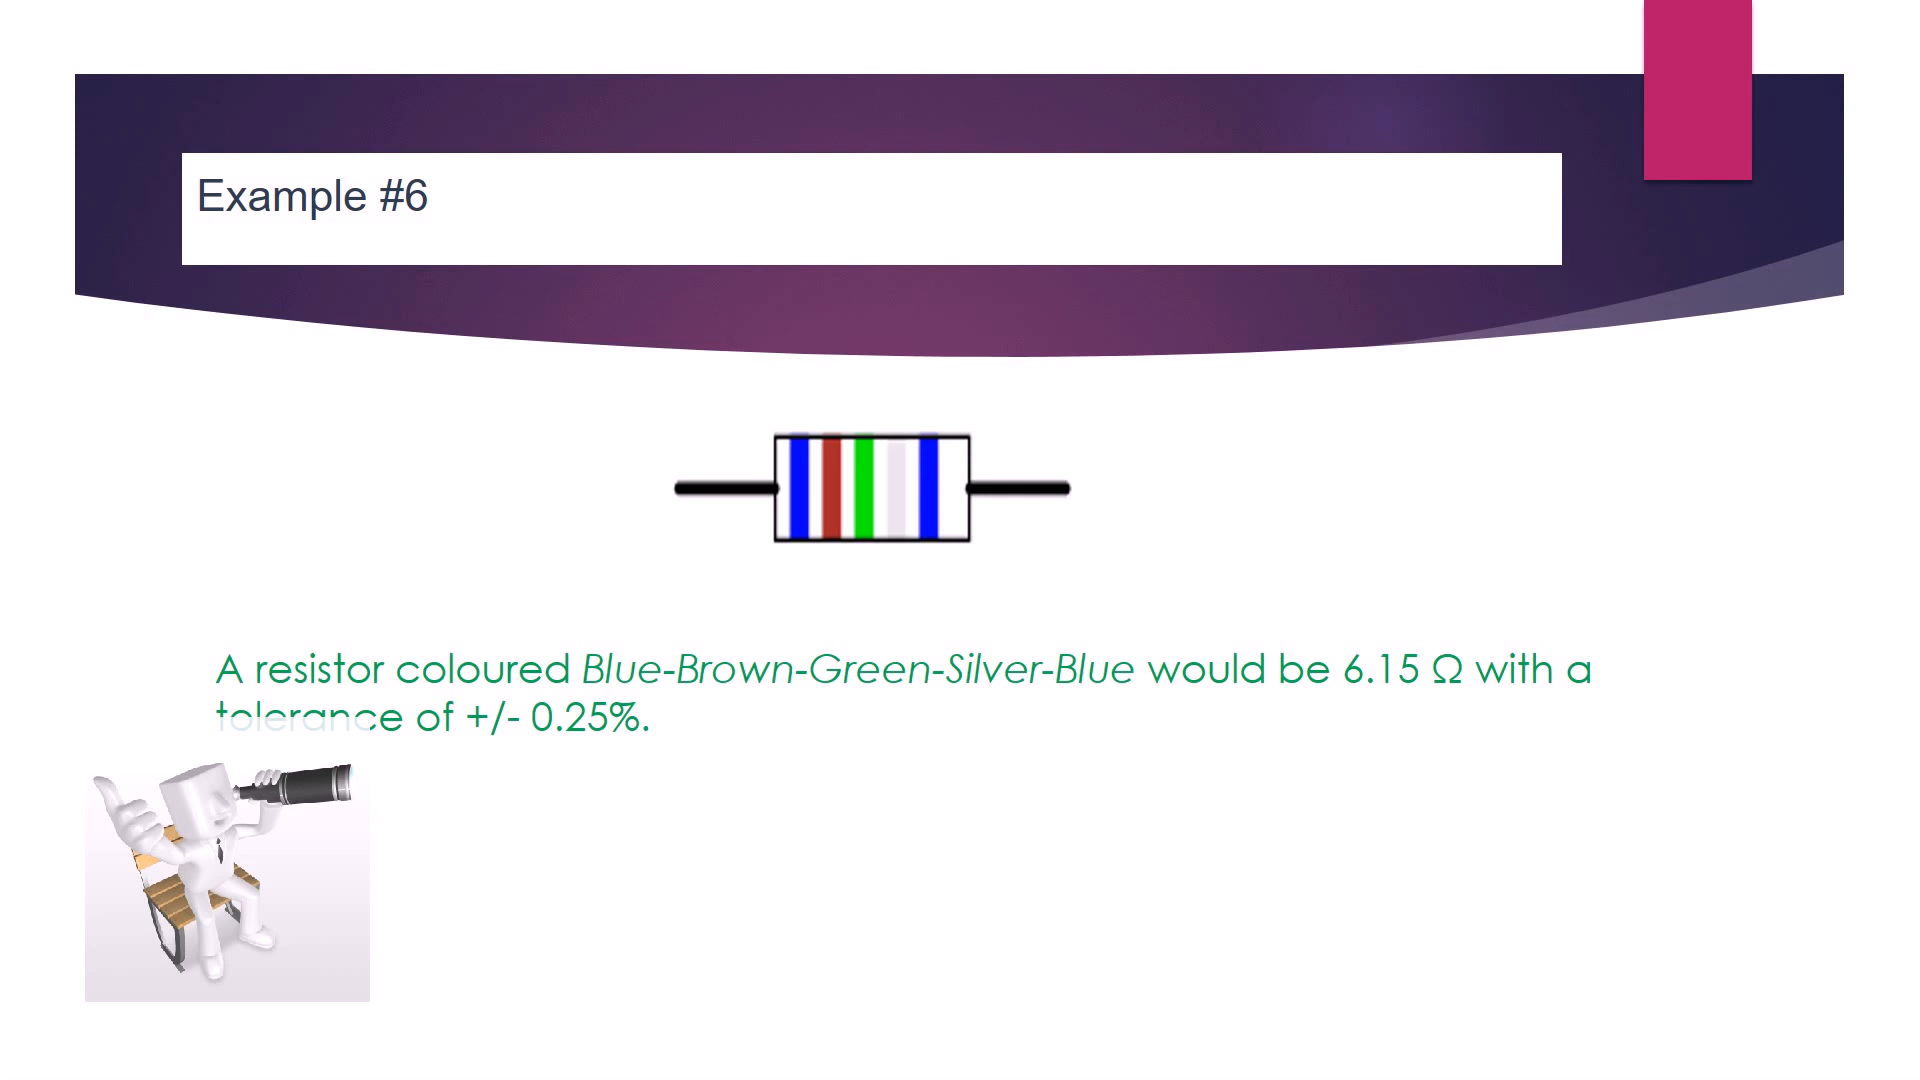 Example #6
A resistor coloured Blue-Brown-Green-Silver-Blue would be 6.15 Ω with a
tolerance of +/- 0.25%.